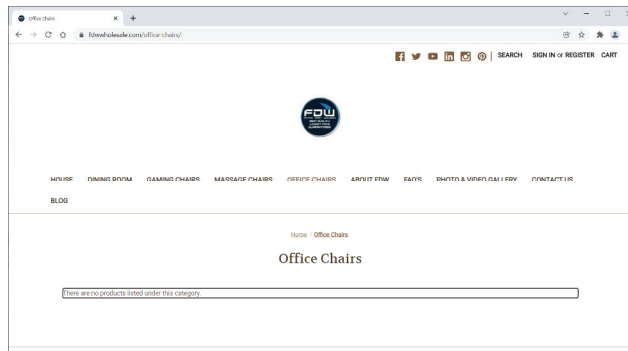 Office Chairs
fdwwholesale.com/office-chairs/
SEARCH SIGN IN or REGISTER CART
FDW
HOUSE DINING ROOM GAMING CHAIRS MASSAGE CHAIRS OFFICE CHAIRS ABOUT FDW FAQ'S PHOTO & VIDEO GALLERY CONTACT US
BLOG
Home / Office Chairs
Office Chairs
There are no products listed under this category.